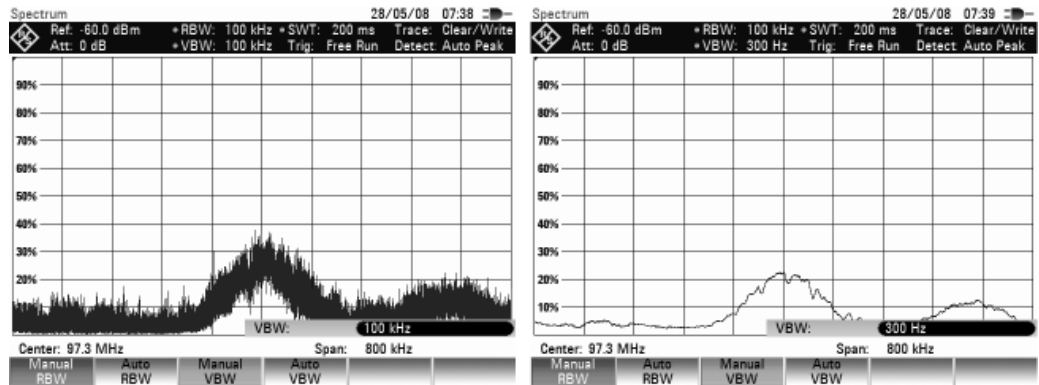 Spectrum 28/05/08 07:38
Ref: -60.0 dBm • RBW: 100 kHz • SWT: 200 ms Trace: Clear/Write
Att: 0 dB • VBW: 100 kHz Trig: Free Run Detect: Auto Peak
90%
80%
70%
60%
50%
40%
30%
20%
10%
VBW: 100 kHz
Center: 97.3 MHz Span: 800 kHz
Manual RBW Auto RBW Manual VBW Auto VBW
Spectrum 28/05/08 07:39
Ref: -60.0 dBm • RBW: 100 kHz • SWT: 200 ms Trace: Clear/Write
Att: 0 dB • VBW: 300 Hz Trig: Free Run Detect: Auto Peak
90%
80%
70%
60%
50%
40%
30%
20%
10%
VBW: 300 Hz
Center: 97.3 MHz Span: 800 kHz
Manual RBW Auto RBW Manual VBW Auto VBW